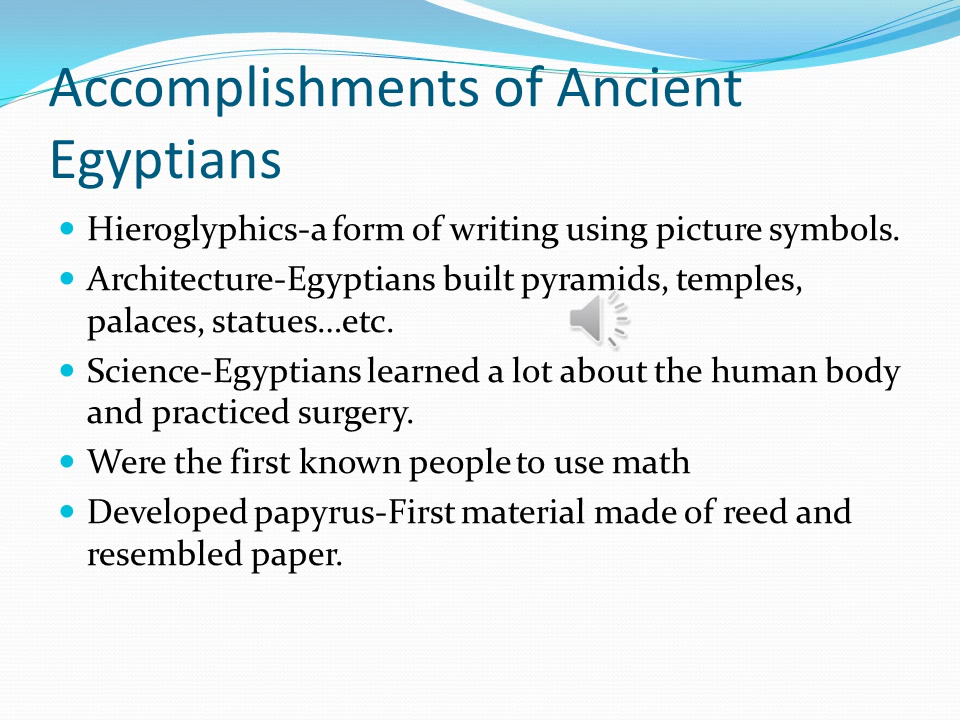 Accomplishments of Ancient
Egyptians
Hieroglyphics-a form of writing using picture symbols.
Architecture-Egyptians built pyramids, temples,
palaces, statues...etc.
Science-Egyptians learned a lot about the human body
and practiced surgery.
Were the first known people to use math
Developed papyrus-First material made of reed and
resembled paper.